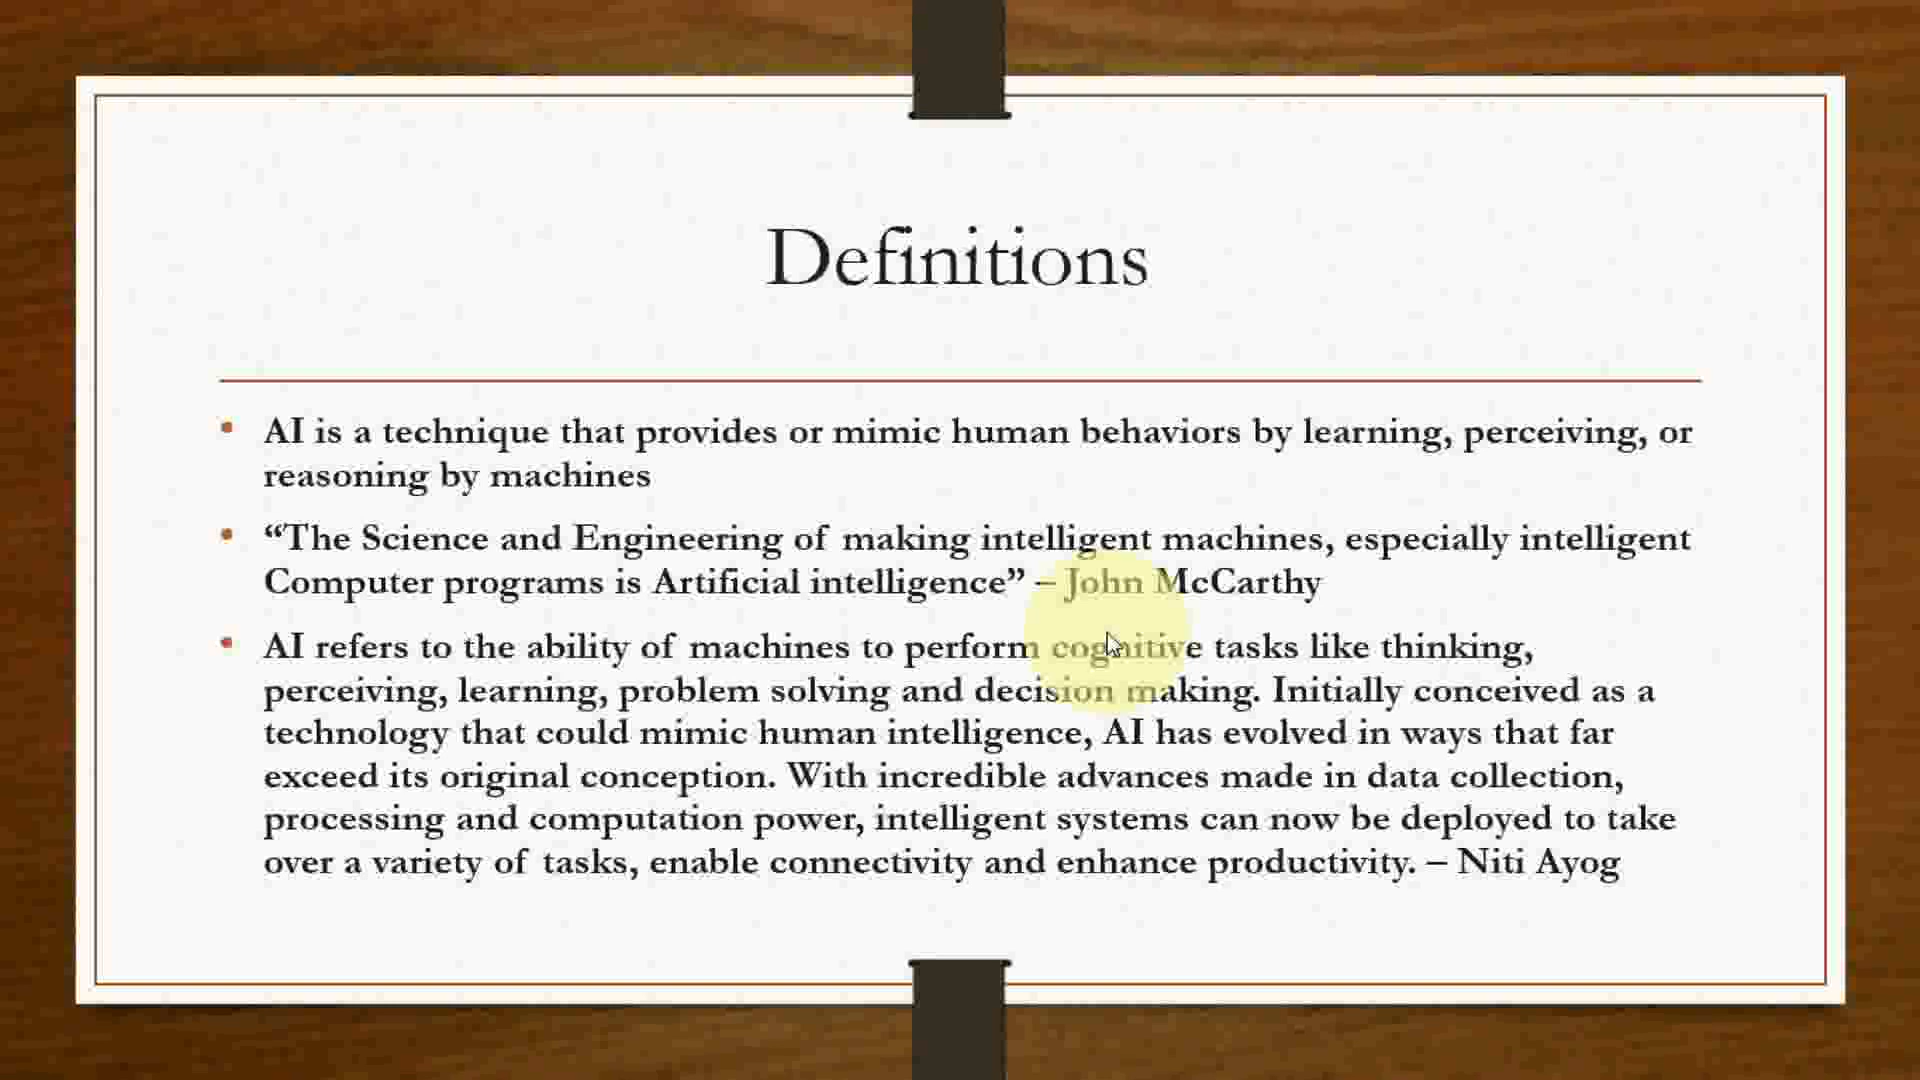 Definitions
• AI is a technique that provides or mimic human behaviors by learning, perceiving, or
reasoning by machines
• “The Science and Engineering of making intelligent machines, especially intelligent
Computer programs is Artificial intelligence” – John McCarthy
• AI refers to the ability of machines to perform cognitive tasks like thinking,
perceiving, learning, problem solving and decision making. Initially conceived as a
technology that could mimic human intelligence, AI has evolved in ways that far
exceed its original conception. With incredible advances made in data collection,
processing and computation power, intelligent systems can now be deployed to take
over a variety of tasks, enable connectivity and enhance productivity. – Niti Ayog